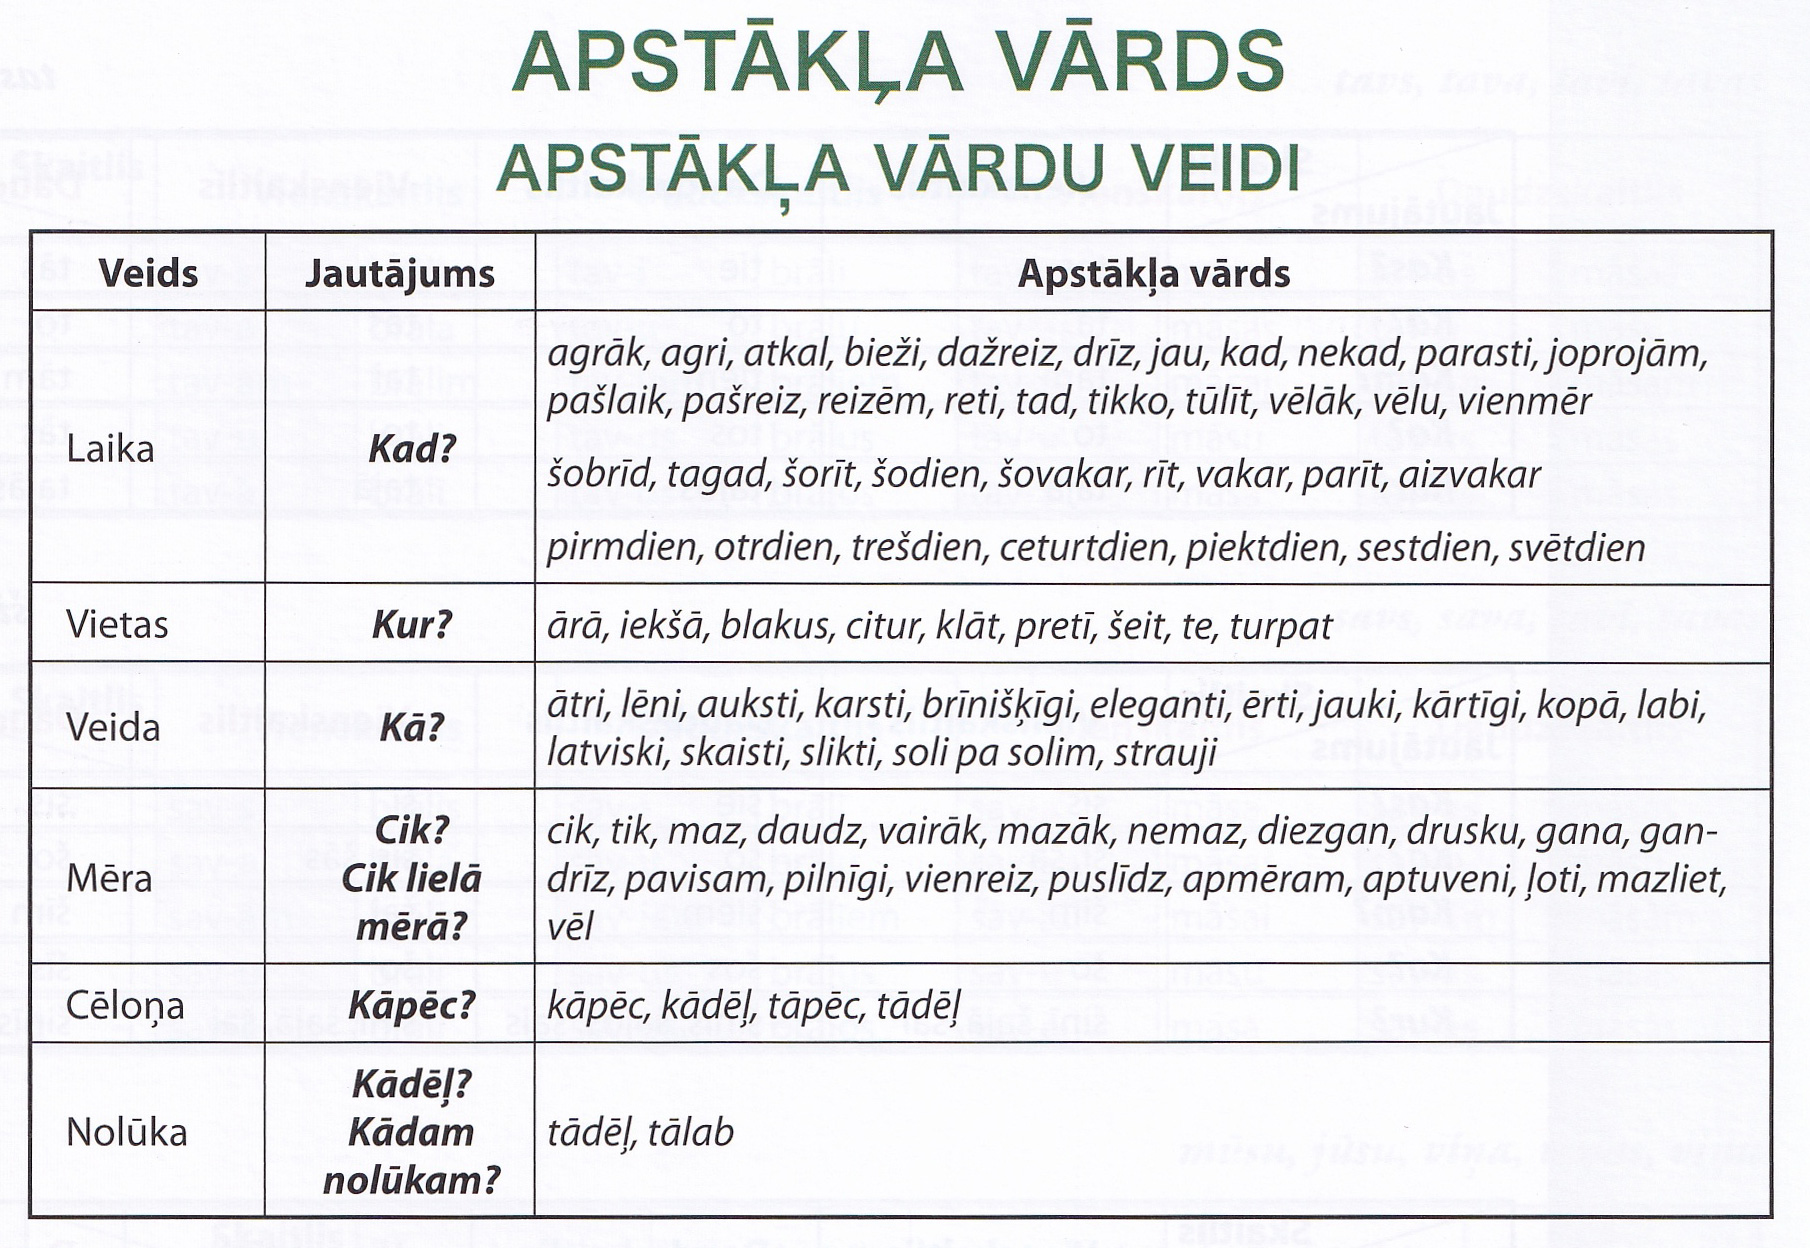 APSTĀKĻA VĀRDS
APSTĀKĻA VĀRDU VEIDI
Veids Jautājums Apstākļa vārds
Laika Kad? agrāk, agri, atkal, bieži, dažreiz, drīz, jau, kad, nekad, parasti, joprojām,
pašlaik, pašreiz, reizēm, reti, tad, tikko, tūlīt, vēlāk, vēlu, vienmēr
šobrīd, tagad, šorīt, šodien, šovakar, rīt, vakar, parīt, aizvakar
pirmdien, otrdien, trešdien, ceturtdien, piektdien, sestdien, svētdien
Vietas Kur? ārā, iekšā, blakus, citur, klāt, pretī, šeit, te, turpat
Veida Kā? ātri, lēni, auksti, karsti, brīnišķīgi, eleganti, ērti, jauki, kārtīgi, kopā, labi,
latviski, skaisti, slikti, soli pa solim, strauji
Mēra Cik?
Cik lielā
mērā?
cik, tik, maz, daudz, vairāk, mazāk, nemaz, diezgan, drusku, gana, gan-
drīz, pavisam, pilnīgi, vienreiz, puslīdz, apmēram, aptuveni, ļoti, mazliet,
vēl
Cēloņa Kāpēc? kāpēc, kādēļ, tāpēc, tādēļ
Nolūka Kādēļ?
Kādam
nolūkam?
tādēļ, tālab